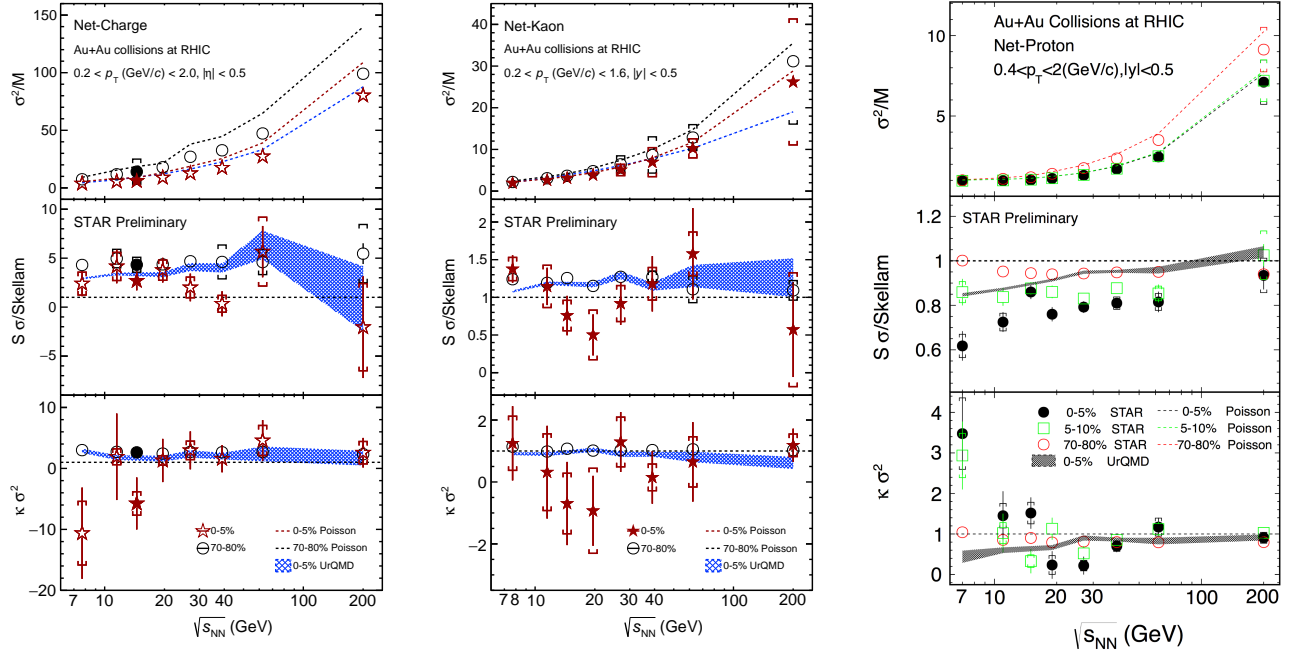 Net-Charge
Au+Au collisions at RHIC
0.2 < p_T (GeV/c) < 2.0, |η| < 0.5
σ²/M
150
100
50
0
STAR Preliminary
S σ/Skellam
10
5
0
−5
κ σ²
10
0
−10
−20
0-5%
70-80%
0-5% Poisson
70-80% Poisson
0-5% UrQMD
7 10 20 30 100 200
√s_NN (GeV)
Net-Kaon
Au+Au collisions at RHIC
0.2 < p_T (GeV/c) < 1.6, |y| < 0.5
σ²/M
40
30
20
10
0
STAR Preliminary
S σ/Skellam
2
1.5
1
0.5
0
κ σ²
2
0
−2
0-5%
70-80%
0-5% Poisson
70-80% Poisson
0-5% UrQMD
7 8 10 20 30 40 100 200
√s_NN (GeV)
Au+Au Collisions at RHIC
Net-Proton
0.4<p_T<2(GeV/c),|y|<0.5
σ²/M
10
5
0
STAR Preliminary
S σ/Skellam
1.2
1
0.8
0.6
κ σ²
4
3
2
1
0
0-5% STAR
5-10% STAR
70-80% STAR
0-5% UrQMD
0-5% Poisson
5-10% Poisson
70-80% Poisson
7 10 20 30 100 200
√s_NN (GeV)